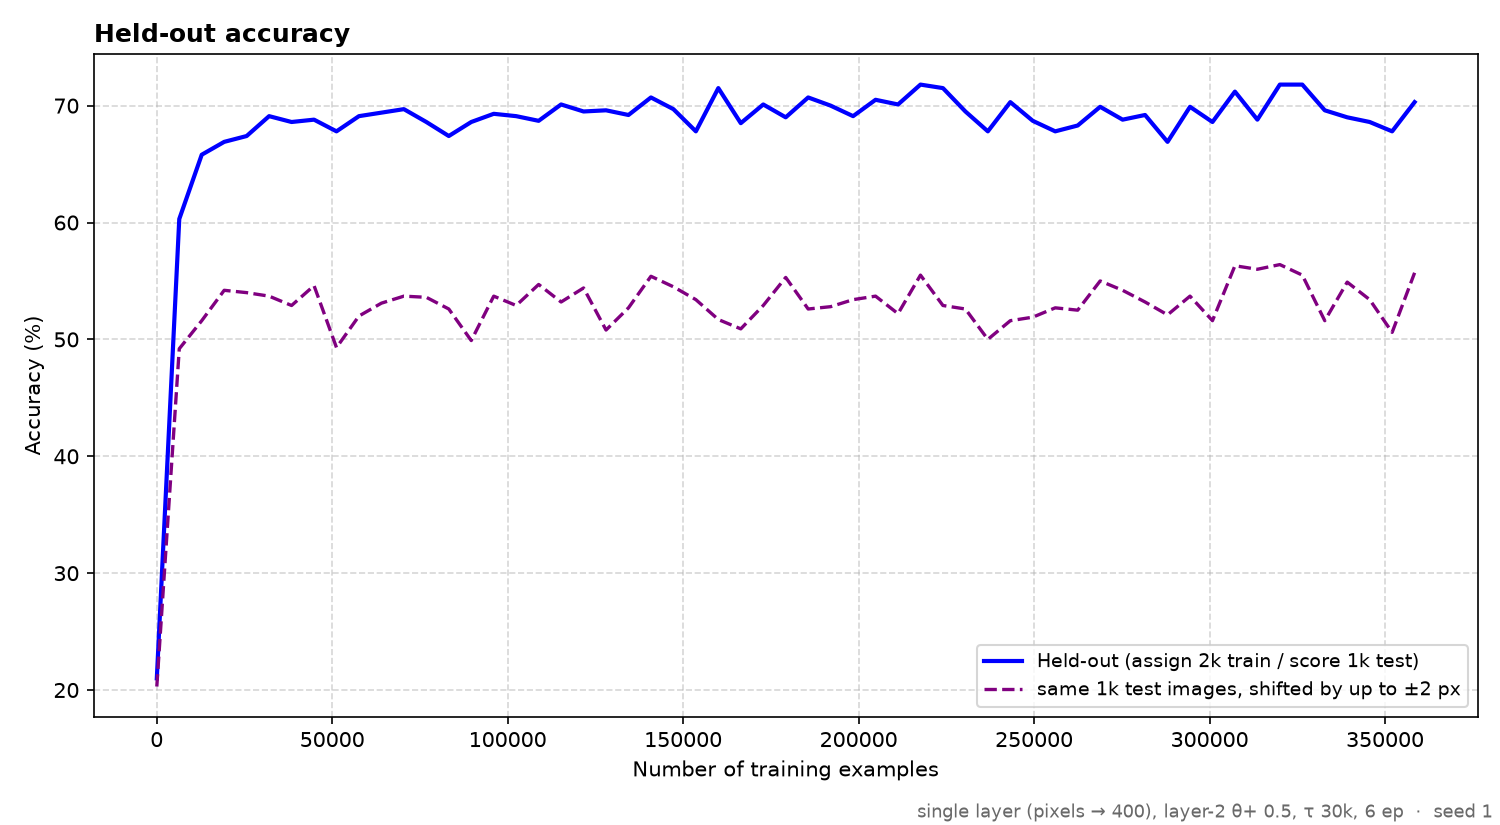 Held-out accuracy
Accuracy (%)
70
60
50
40
30
20
Held-out (assign 2k train / score 1k test)
same 1k test images, shifted by up to ±2 px
0 50000 100000 150000 200000 250000 300000 350000
Number of training examples
single layer (pixels → 400), layer-2 θ+ 0.5, τ 30k, 6 ep · seed 1